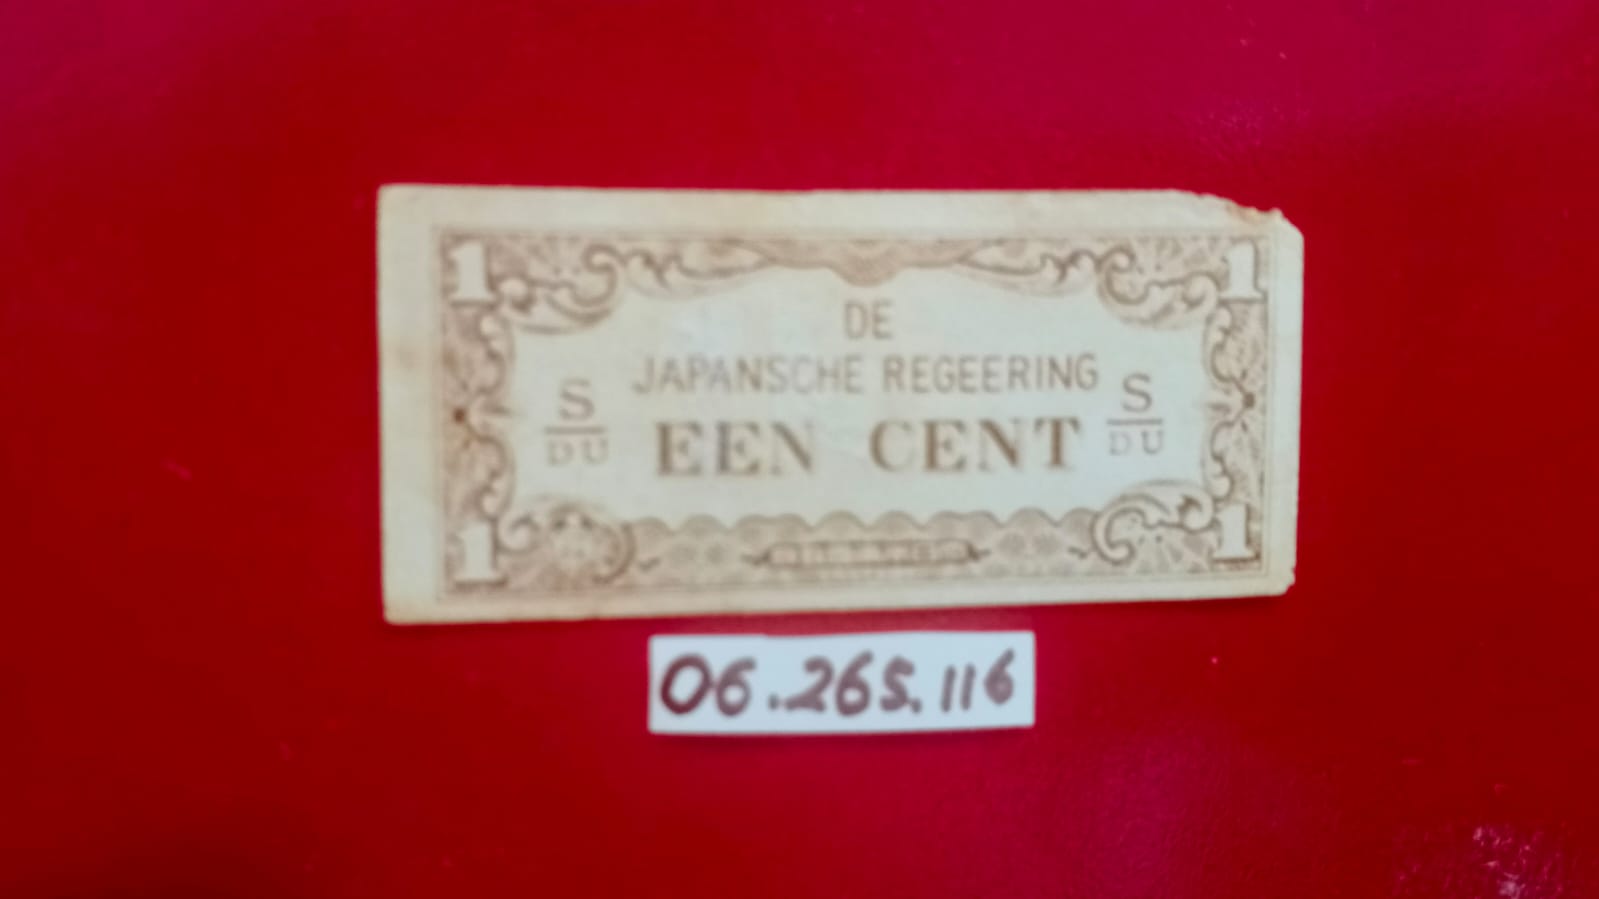 1 1
DE
JAPANSCHE REGEERING
S/DU EEN CENT S/DU
1 1
06.265.116